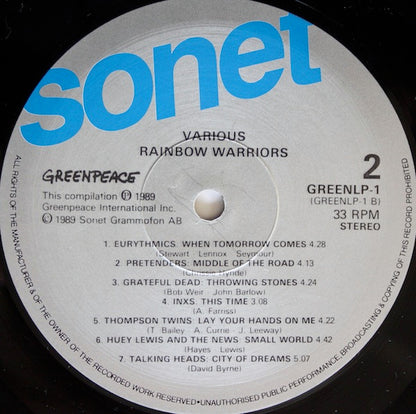 sonet
VARIOUS
RAINBOW WARRIORS
GREENPEACE
This compilation ℗ 1989
Greenpeace International Inc.
© 1989 Sonet Grammofon AB
2
GREENLP-1
(GREENLP-1 B)
33 RPM
STEREO
1. EURYTHMICS: WHEN TOMORROW COMES 4.28
(Stewart - Lennox - Seymour)
2. PRETENDERS: MIDDLE OF THE ROAD 4.13
(Chrissie Hynde)
3. GRATEFUL DEAD: THROWING STONES 4.24
(Bob Weir - John Barlow)
4. INXS: THIS TIME 3.08
(A. Farriss)
5. THOMPSON TWINS: LAY YOUR HANDS ON ME 4.22
(T. Bailey - A. Currie - J. Leeway)
6. HUEY LEWIS AND THE NEWS: SMALL WORLD 4.42
(Hayes - Lewis)
7. TALKING HEADS: CITY OF DREAMS 5.07
(David Byrne)
ALL RIGHTS OF THE MANUFACTURER & OF THE OWNER OF THE RECORDED WORK RESERVED • UNAUTHORISED PUBLIC PERFORMANCE, BROADCASTING & COPYING OF THIS RECORD PROHIBITED